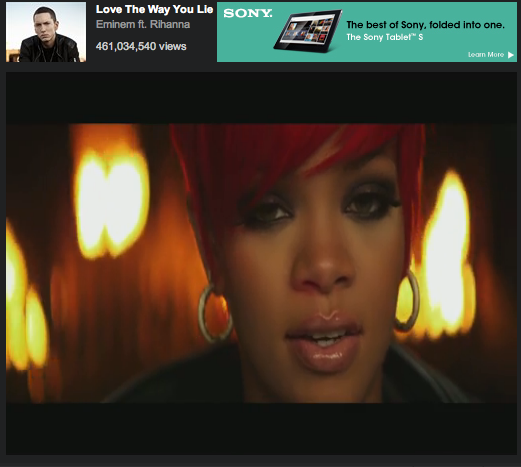 Love The Way You Lie
Eminem ft. Rihanna
461,034,540 views
SONY.
The best of Sony, folded into one.
The Sony Tablet™ S
Learn More